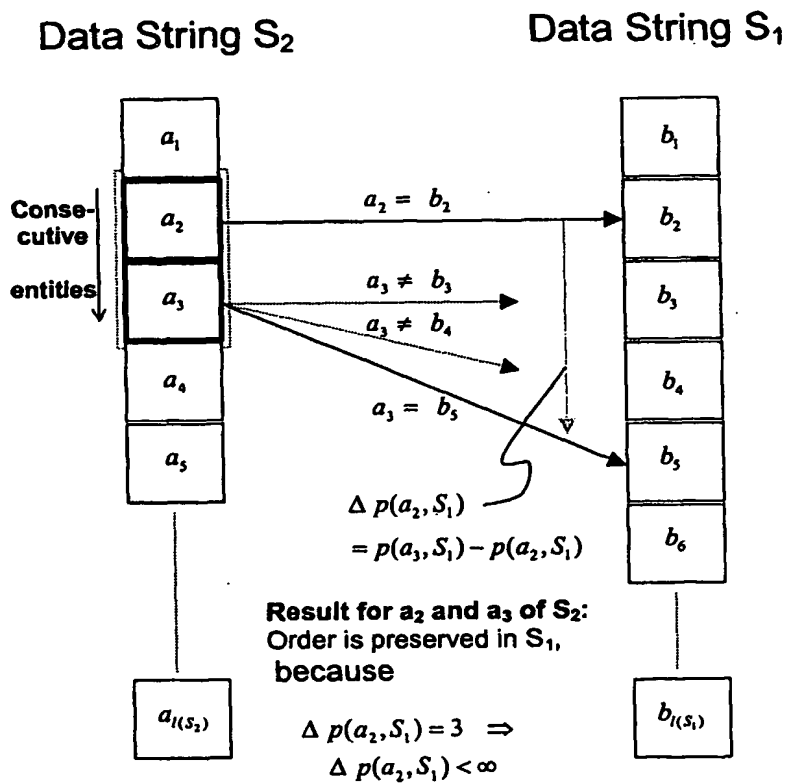 Data String S₂
Data String S₁
a₁
b₁
Conse-
cutive
entities
a₂
a₂ = b₂
b₂
a₃
a₃ ≠ b₃
b₃
a₃ ≠ b₄
a₄
b₄
a₃ = b₅
a₅
b₅
Δ p(a₂, S₁)
= p(a₃, S₁) − p(a₂, S₁)
b₆
Result for a₂ and a₃ of S₂:
Order is preserved in S₁,
because
a_{l(S₂)}
b_{l(S₁)}
Δ p(a₂, S₁) = 3 ⇒
Δ p(a₂, S₁) < ∞